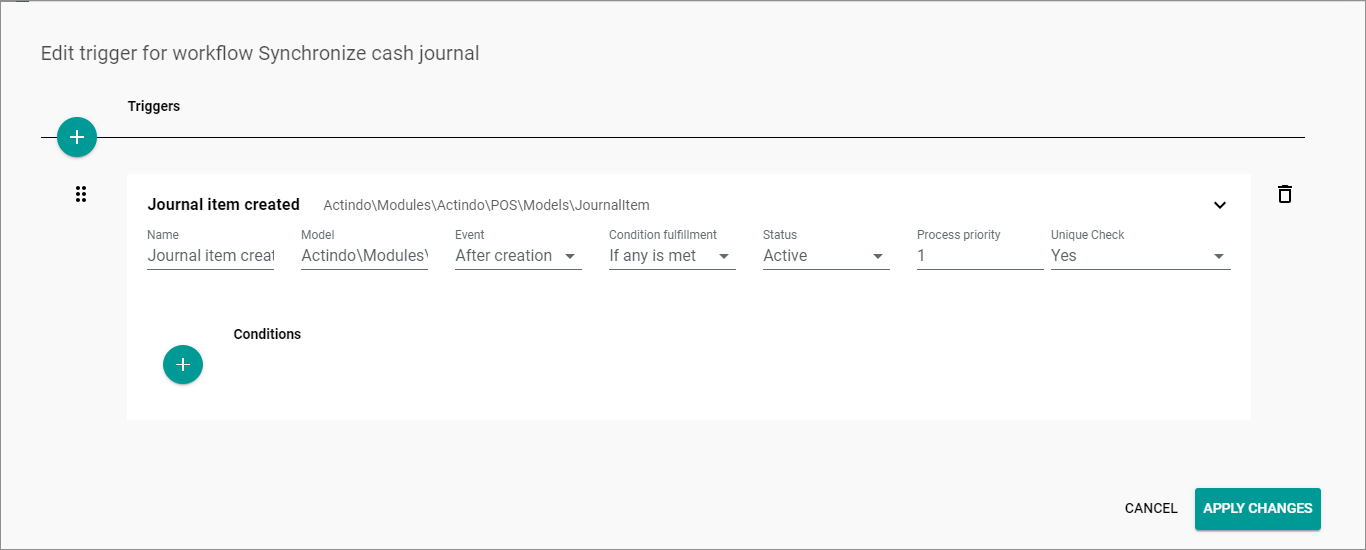 Edit trigger for workflow Synchronize cash journal
Triggers
Journal item created Actindo\Modules\Actindo\POS\Models\JournalItem
Name Model Event Condition fulfillment Status Process priority Unique Check
Journal item creat Actindo\Modules\ After creation If any is met Active 1 Yes
Conditions
CANCEL APPLY CHANGES